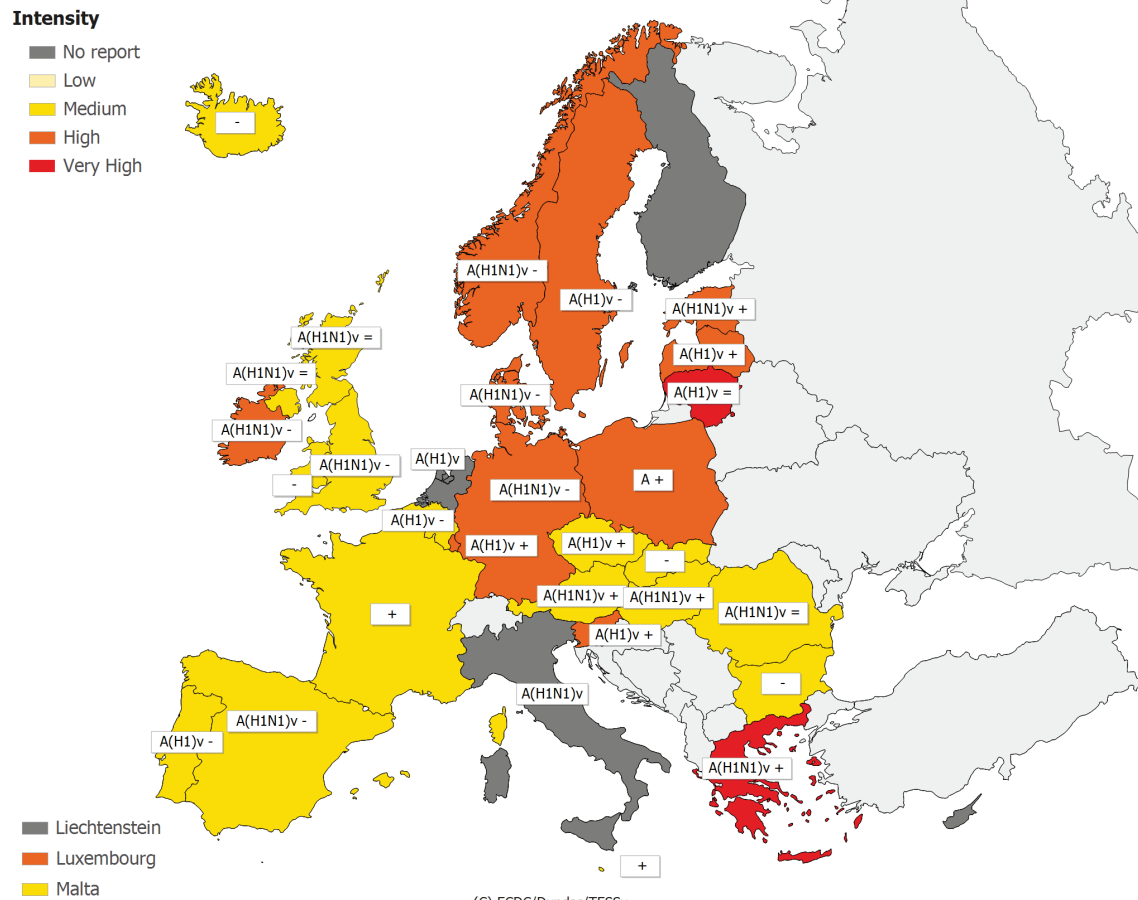 Intensity
No report
Low
Medium
High
Very High
-
A(H1N1)v -
A(H1)v -
A(H1N1)v +
A(H1N1)v =
A(H1)v +
A(H1N1)v =
A(H1)v =
A(H1N1)v -
A(H1N1)v -
A(H1)v
A(H1N1)v -
-
A(H1N1)v -
A +
A(H1)v -
A(H1)v +
A(H1)v +
-
A(H1N1)v +
A(H1N1)v +
+
A(H1N1)v =
A(H1)v +
-
A(H1N1)v
A(H1N1)v -
A(H1)v -
A(H1N1)v +
Liechtenstein
Luxembourg
Malta
+